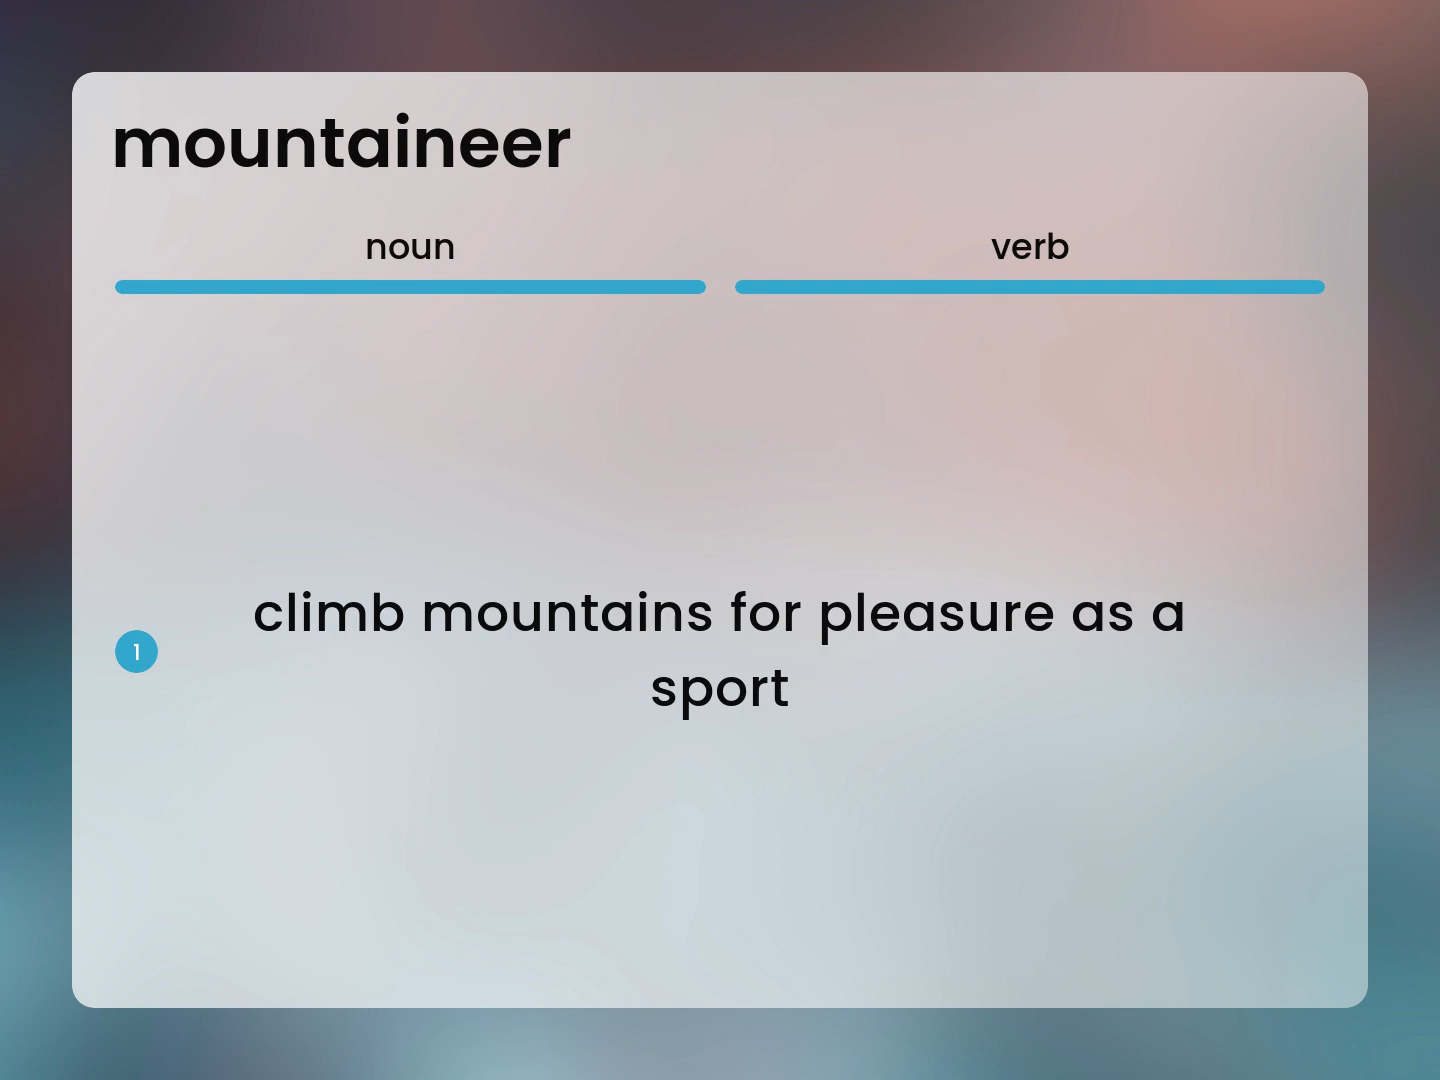 mountaineer
noun
verb
1
climb mountains for pleasure as a
sport